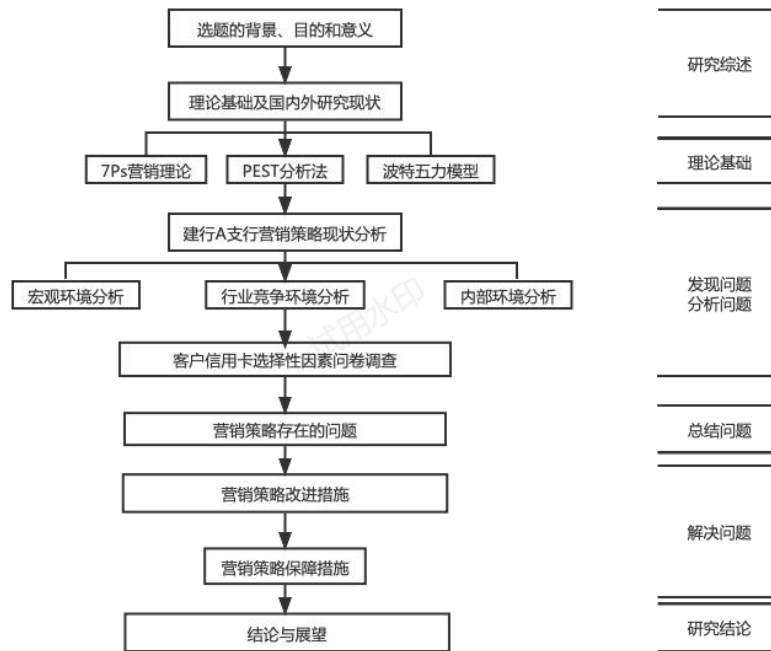 选题的背景、目的和意义
研究综述
理论基础及国内外研究现状
7Ps营销理论
PEST分析法
波特五力模型
理论基础
建行A支行营销策略现状分析
宏观环境分析
行业竞争环境分析
内部环境分析
发现问题
分析问题
试用水印
客户信用卡选择性因素问卷调查
营销策略存在的问题
总结问题
营销策略改进措施
解决问题
营销策略保障措施
结论与展望
研究结论